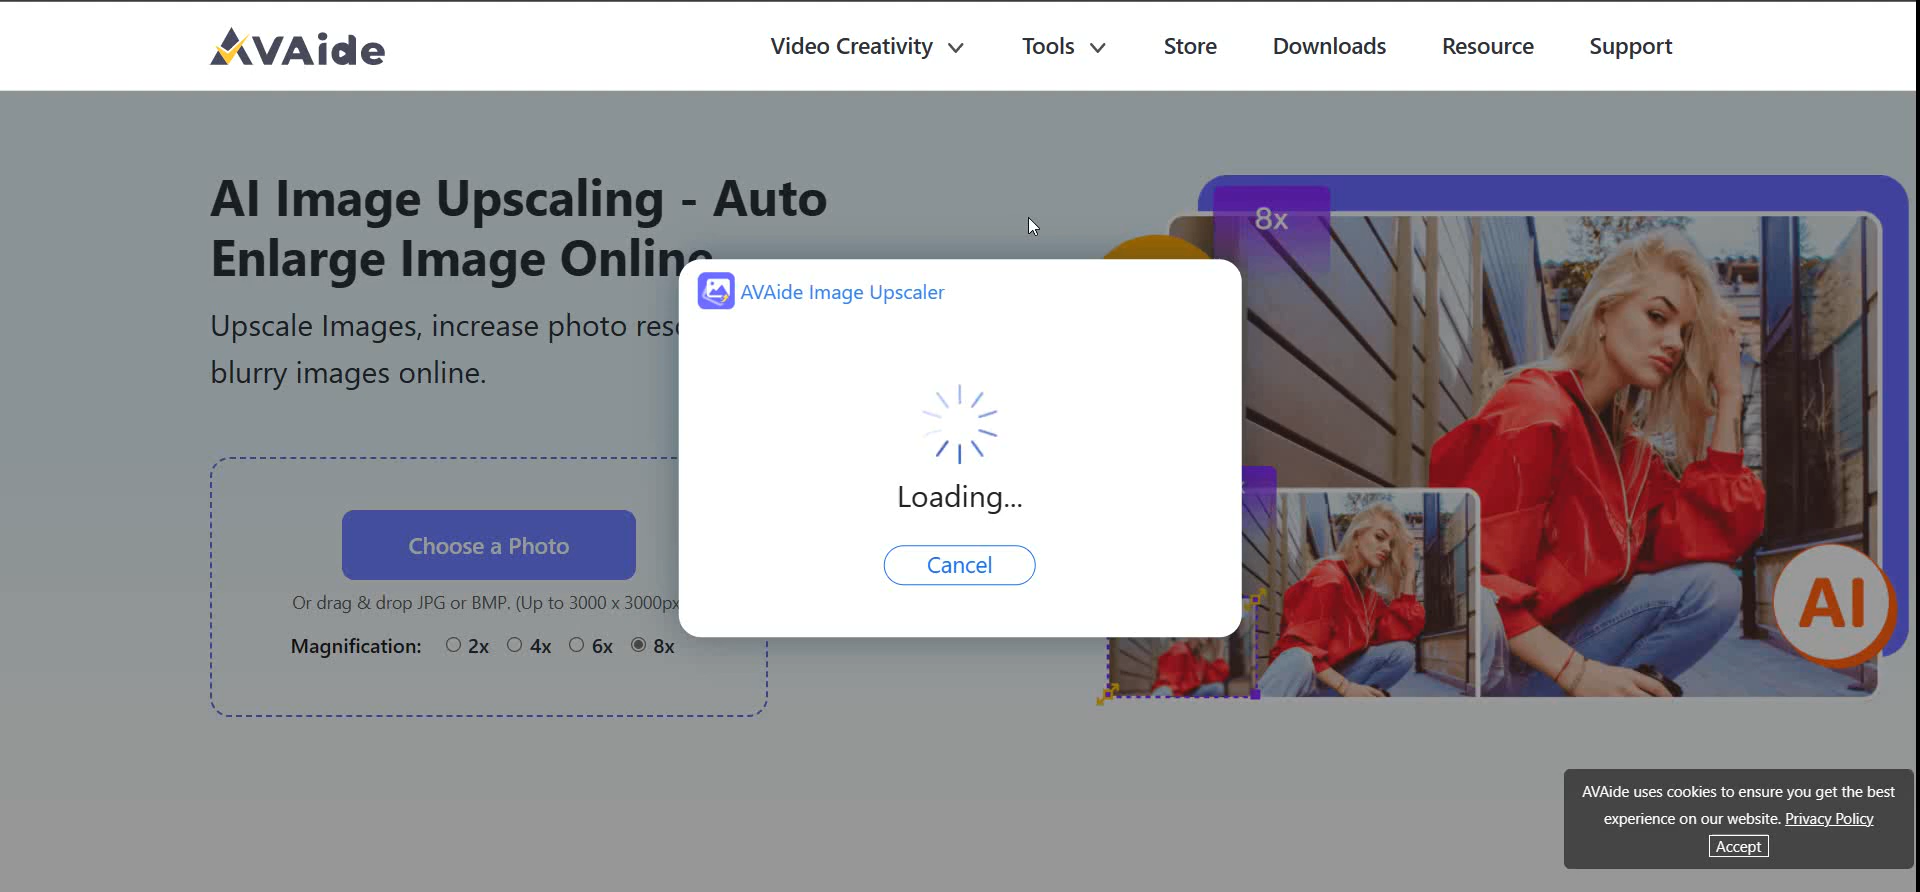 AVAide
Video Creativity
Tools
Store
Downloads
Resource
Support
AI Image Upscaling - Auto
Enlarge Image Online
Upscale Images, increase photo
blurry images online.
Choose a Photo
Or drag & drop JPG or BMP. (Up to 3000 x 3000px
Magnification: 2x 4x 6x 8x
AVAide Image Upscaler
Loading...
Cancel
8x
AI
AVAide uses cookies to ensure you get the best
experience on our website. Privacy Policy
Accept